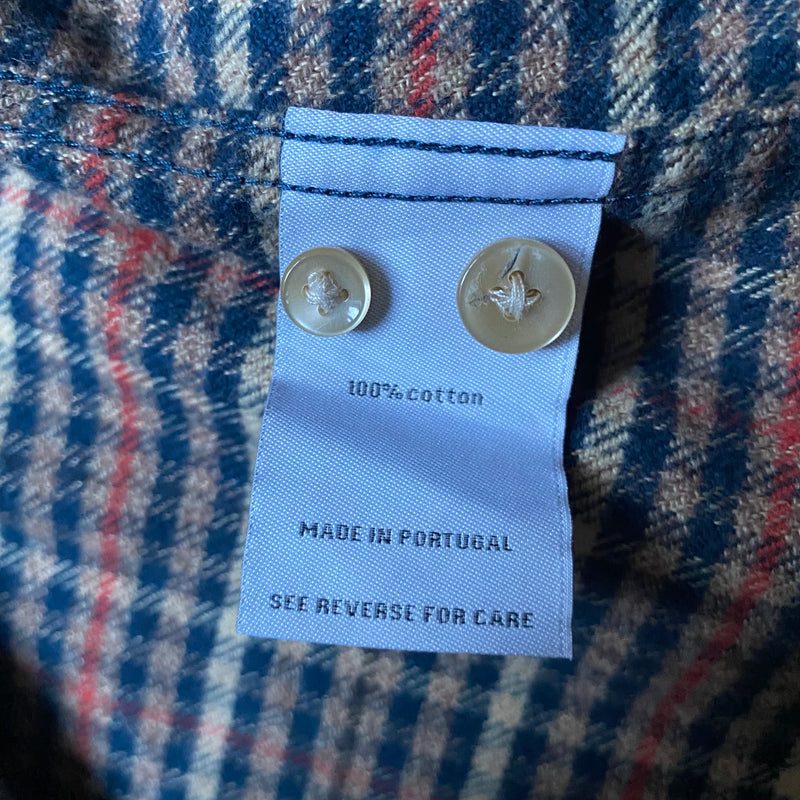 100% cotton
MADE IN PORTUGAL
SEE REVERSE FOR CARE